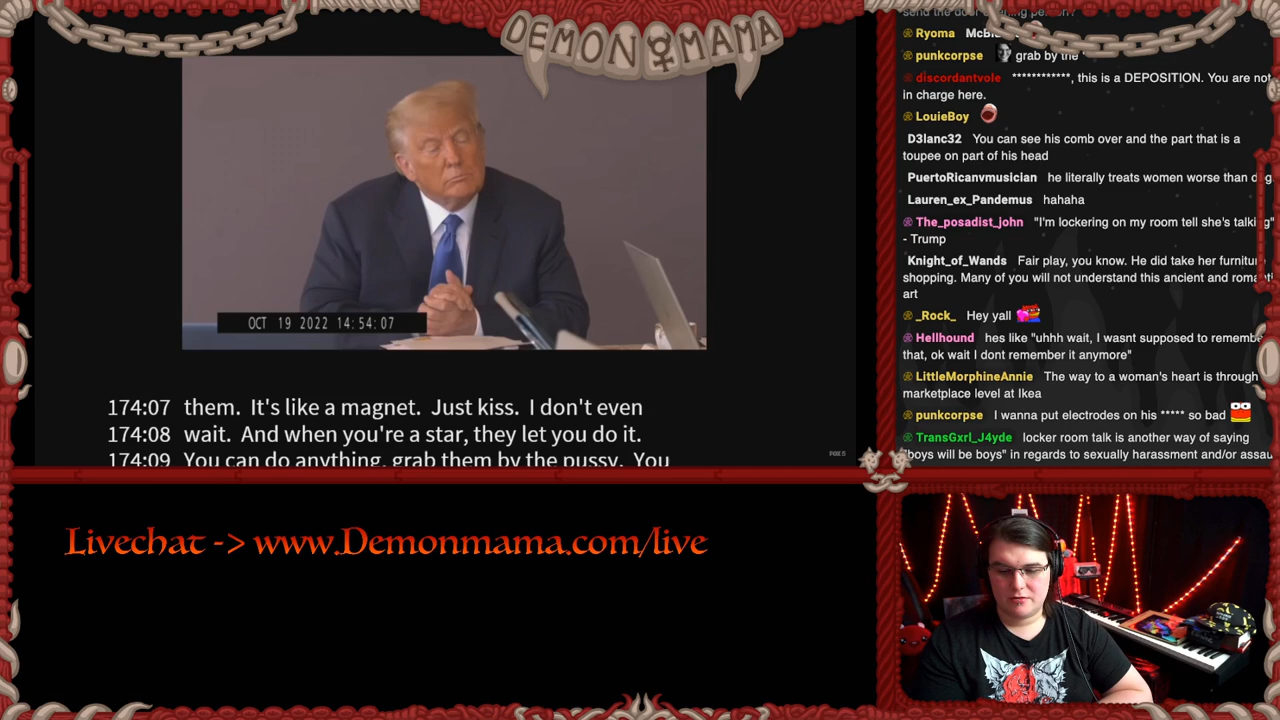 DEMON MAMA
OCT 19 2022 14:54:07
174:07 them. It's like a magnet. Just kiss. I don't even
174:08 wait. And when you're a star, they let you do it.
174:09 You can do anything, grab them by the pussy. You
FOX 5
Livechat -> www.Demonmama.com/live
Ryoma
punkcorpse grab by the
discordantvole ************, this is a DEPOSITION. You are not
in charge here.
LouieBoy
D3lanc32 You can see his comb over and the part that is a
toupee on part of his head
PuertoRicanvmusician he literally treats women worse than
Lauren_ex_Pandemus hahaha
The_posadist_john "I'm lockering on my room tell she's talking"
- Trump
Knight_of_Wands Fair play, you know. He did take her furniture
shopping. Many of you will not understand this ancient and romantic
art
_Rock_ Hey yall
Hellhound hes like "uhhh wait, I wasnt supposed to remember
that, ok wait I dont remember it anymore"
LittleMorphineAnnie The way to a woman's heart is through
marketplace level at Ikea
punkcorpse I wanna put electrodes on his ***** so bad
TransGxrl_J4yde locker room talk is another way of saying
"boys will be boys" in regards to sexually harassment and/or